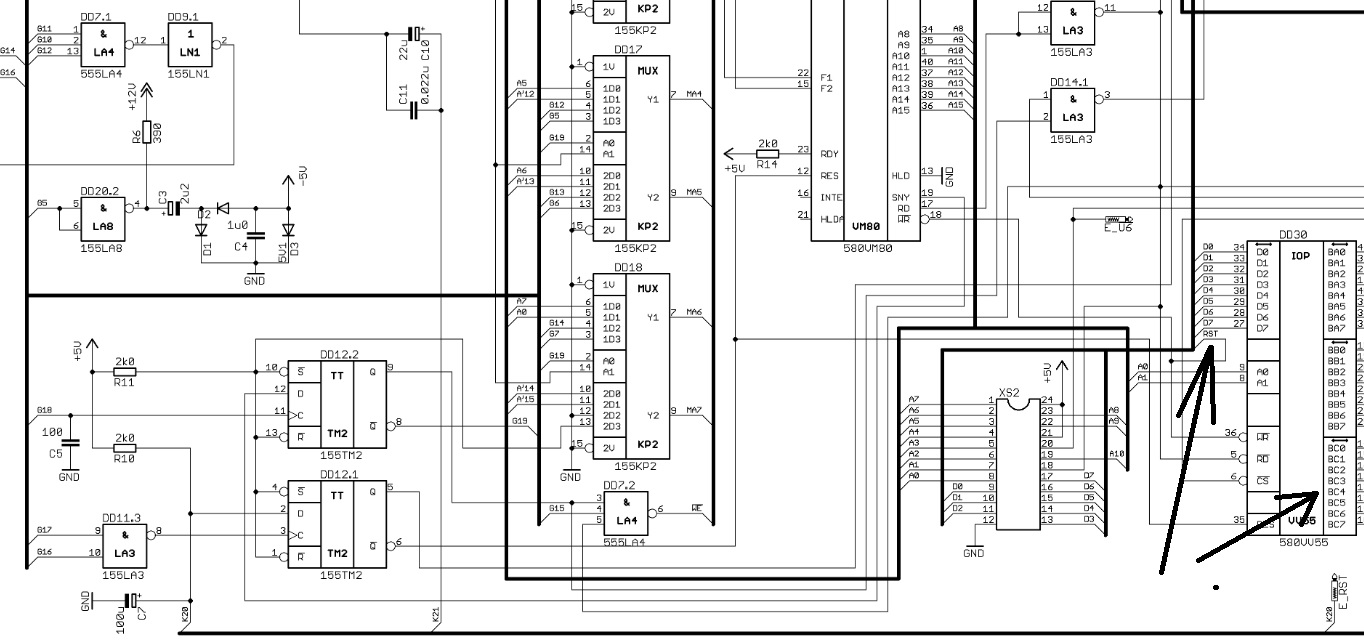 DD7.1
G11 1 & 12
G10 2
G12 13 LA4
555LA4
G14
G16
DD9.1
1 1 2
LN1
155LN1
+12V
R6 390
DD20.2
G5 5 & 4
6 LA8
155LA8
C3 2u2
D2
D1
1u0
C4
5V1 D3
-5V
GND
22u C10
C11 0.022u
15 2V KP2
155KP2
DD17
1 1V MUX
A5 6 1D0 Y1 7 MA4
A'12 5 1D1
G12 4 1D2
G5 3 1D3
G19 2 A0
14 A1
A6 10 2D0
A'13 11 2D1 Y2 9 MA5
G13 12 2D2
G6 13 2D3
15 2V KP2
155KP2
DD18
1 1V MUX
A7 6 1D0
A0 5 1D1 Y1 7 MA6
G14 4 1D2
G7 3 1D3
G19 2 A0
14 A1
A'14 10 2D0
A'15 11 2D1
12 2D2 Y2 9 MA7
G19 13 2D3
15 2V KP2
155KP2
GND
DD7.2
3 &
G15 4 6 WE
5 LA4
555LA4
+5V
2k0
R11
G18
100
C5
GND
2k0
R10
DD12.2
10 S TT Q 9
12 D
11 C Q 8
13 R TM2
155TM2
DD12.1
4 S TT Q 5
2 D
3 C Q 6
1 R TM2
155TM2
DD11.3
G17 9 & 8
G16 10 LA3
155LA3
GND
100u C7
K20
K21
+5V
2k0
R14
22 F1
15 F2
23 RDY
12 RES
16 INTE
21 HLDA
A8 34 A8
A9 35 A9
A10 1 A10
A11 40 A11
A12 37 A12
A13 38 A13
A14 39 A14
A15 36 A15
HLD 13 GND
SNY 19
RD 17
WR 18
VM80
580VM80
12 & 11
13 LA3
155LA3
DD14.1
1 & 3
2 LA3
155LA3
E_U6
+5V
XS2
A7 1 24
A6 2 23 A8
A5 3 22 A9
A4 4 21
A3 5 20
A2 6 19 A10
A1 7 18
A0 8 17 D7
D0 9 16 D6
D1 10 15 D5
D2 11 14 D4
12 13 D3
GND
DD30
D0 34 D0 IOP BA0
D1 33 D1 BA1
D2 32 D2 BA2
D3 31 D3 BA3
D4 30 D4 BA4
D5 29 D5 BA5
D6 28 D6 BA6
D7 27 D7 BA7
RST
BB0
BB1
A0 9 A0 BB2
A1 8 A1 BB3
BB4
BB5
BB6
BB7
36 WR
BC0
5 RD BC1
BC2
6 CS BC3
BC4
BC5
BC6
35 BC7
580VV55
E_RST
K20